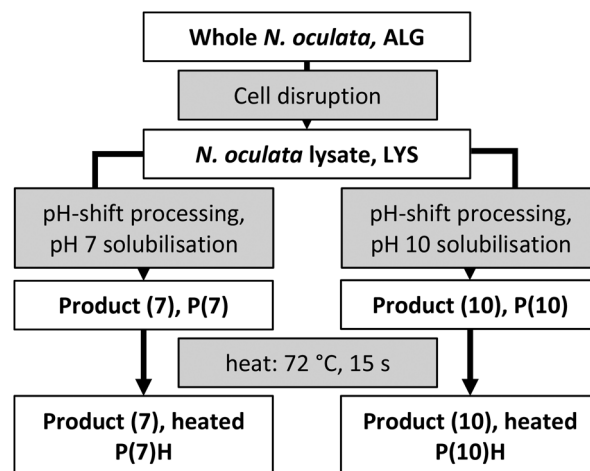 Whole N. oculata, ALG
Cell disruption
N. oculata lysate, LYS
pH-shift processing,
pH 7 solubilisation
pH-shift processing,
pH 10 solubilisation
Product (7), P(7)
Product (10), P(10)
heat: 72 °C, 15 s
Product (7), heated
P(7)H
Product (10), heated
P(10)H